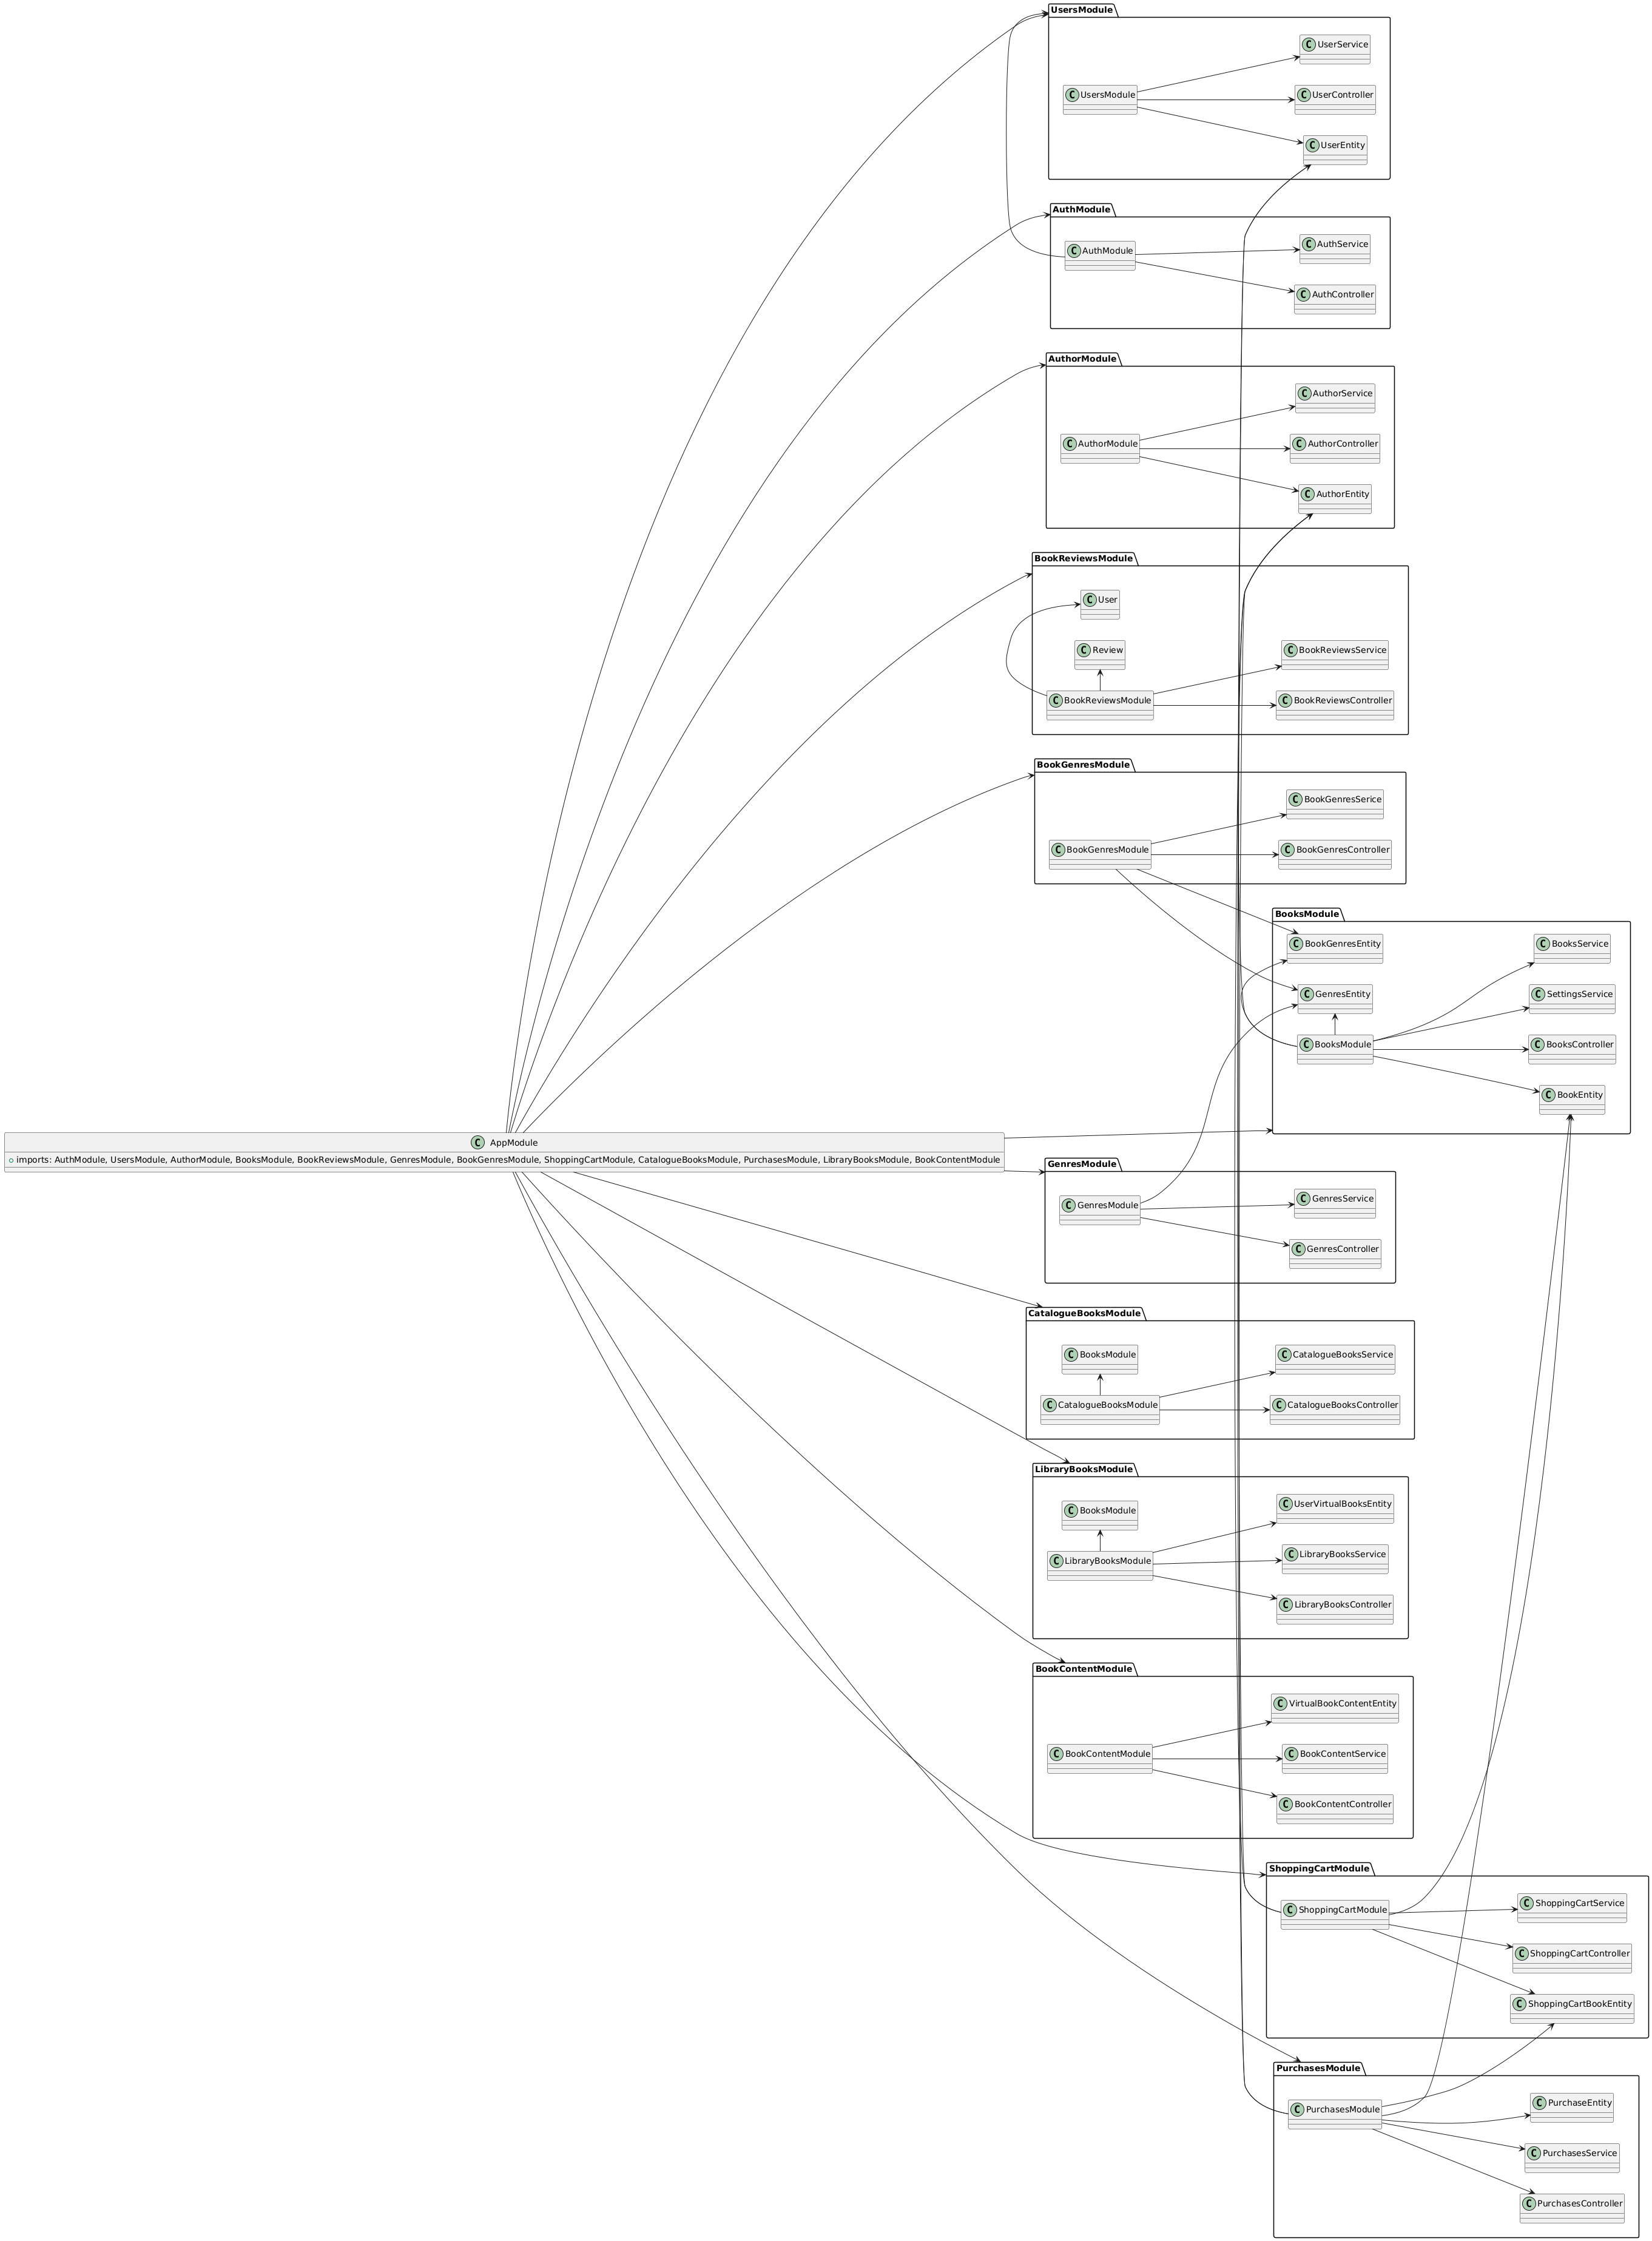 UsersModule
C UserService
C UsersModule
C UserController
C UserEntity
AuthModule
C AuthService
C AuthModule
C AuthController
AuthorModule
C AuthorService
C AuthorModule
C AuthorController
C AuthorEntity
BookReviewsModule
C User
C Review
C BookReviewsService
C BookReviewsModule
C BookReviewsController
BookGenresModule
C BookGenresSerice
C BookGenresModule
C BookGenresController
BooksModule
C BookGenresEntity
C BooksService
C GenresEntity
C SettingsService
C BooksModule
C BooksController
C BookEntity
C AppModule
imports: AuthModule, UsersModule, AuthorModule, BooksModule, BookReviewsModule, GenresModule, BookGenresModule, ShoppingCartModule, CatalogueBooksModule, PurchasesModule, LibraryBooksModule, BookContentModule
GenresModule
C GenresService
C GenresModule
C GenresController
CatalogueBooksModule
C BooksModule
C CatalogueBooksService
C CatalogueBooksModule
C CatalogueBooksController
LibraryBooksModule
C BooksModule
C UserVirtualBooksEntity
C LibraryBooksService
C LibraryBooksModule
C LibraryBooksController
BookContentModule
C VirtualBookContentEntity
C BookContentModule
C BookContentService
C BookContentController
ShoppingCartModule
C ShoppingCartService
C ShoppingCartModule
C ShoppingCartController
C ShoppingCartBookEntity
PurchasesModule
C PurchaseEntity
C PurchasesModule
C PurchasesService
C PurchasesController